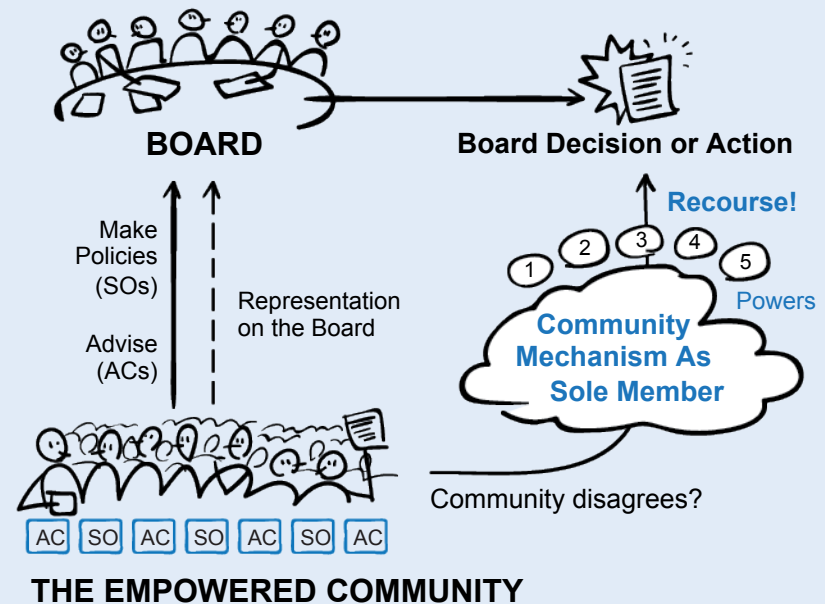 BOARD
Board Decision or Action
Make
Policies
(SOs)
Advise
(ACs)
Representation
on the Board
Recourse!
1 2 3 4 5
Powers
Community
Mechanism As
Sole Member
Community disagrees?
AC SO AC SO AC SO AC
THE EMPOWERED COMMUNITY